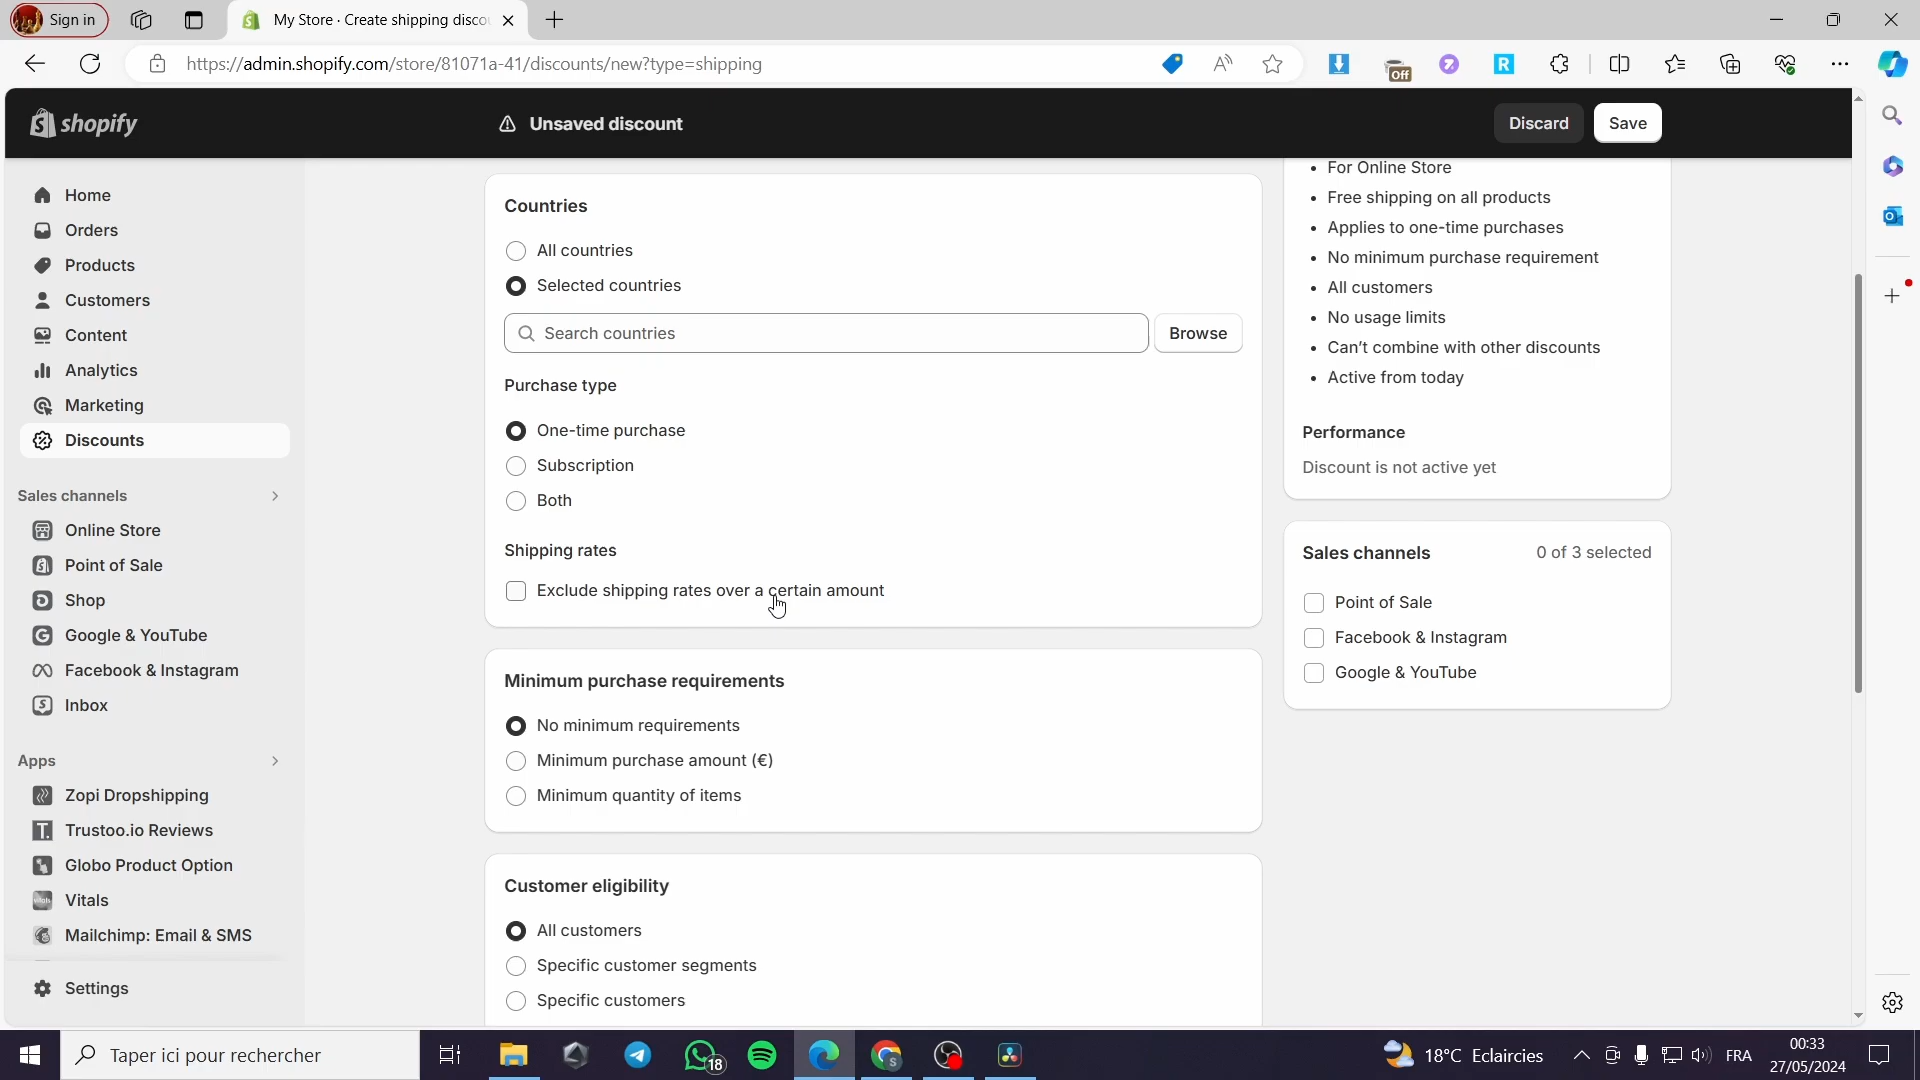 Sign in
My Store · Create shipping disco
https://admin.shopify.com/store/81071a-41/discounts/new?type=shipping
Off
shopify
Unsaved discount
Discard
Save
Home
Orders
Products
Customers
Content
Analytics
Marketing
Discounts
Sales channels
Online Store
Point of Sale
Shop
Google & YouTube
Facebook & Instagram
Inbox
Apps
Zopi Dropshipping
Trustoo.io Reviews
Globo Product Option
Vitals
Mailchimp: Email & SMS
Settings
Countries
All countries
Selected countries
Search countries
Browse
Purchase type
One-time purchase
Subscription
Both
Shipping rates
Exclude shipping rates over a certain amount
Minimum purchase requirements
No minimum requirements
Minimum purchase amount (€)
Minimum quantity of items
Customer eligibility
All customers
Specific customer segments
Specific customers
• For Online Store
• Free shipping on all products
• Applies to one-time purchases
• No minimum purchase requirement
• All customers
• No usage limits
• Can't combine with other discounts
• Active from today
Performance
Discount is not active yet
Sales channels
0 of 3 selected
Point of Sale
Facebook & Instagram
Google & YouTube
Taper ici pour rechercher
18
18°C Eclaircies
FRA
00:33
27/05/2024